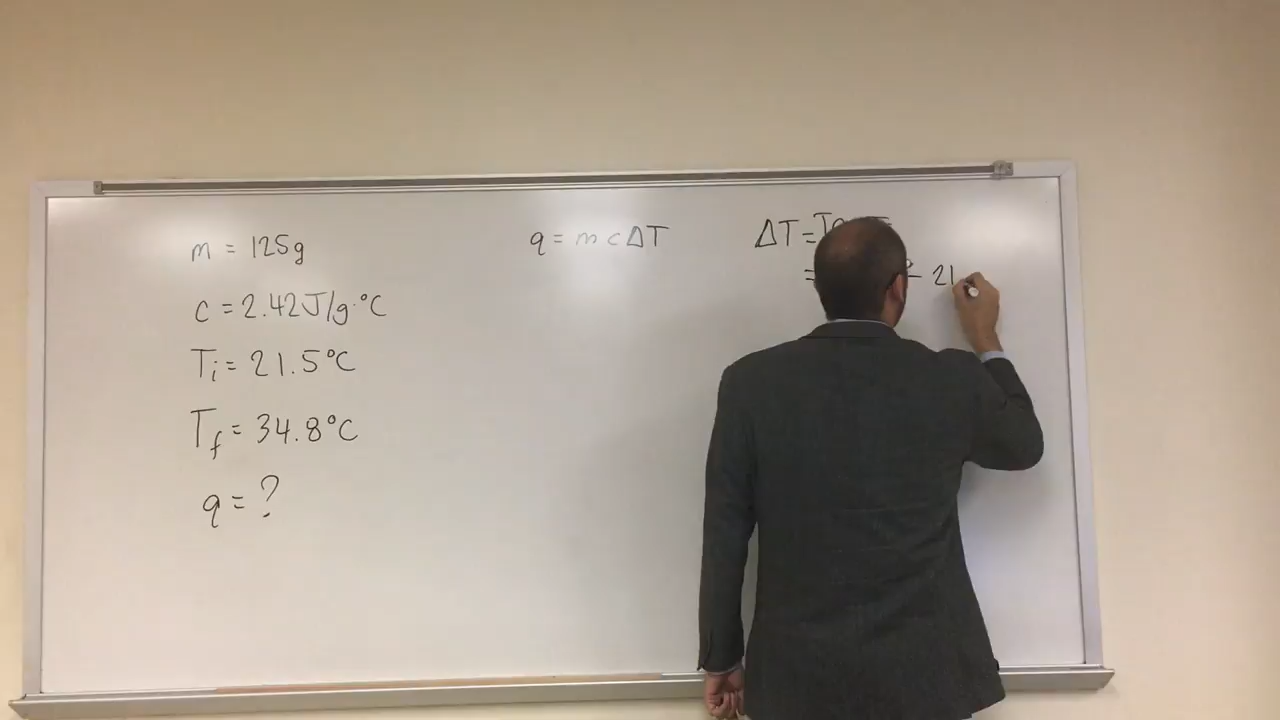 m = 125g
c = 2.42J/g·°C
Ti = 21.5°C
Tf = 34.8°C
q = ?
q = mcΔT
ΔT =
= - 21